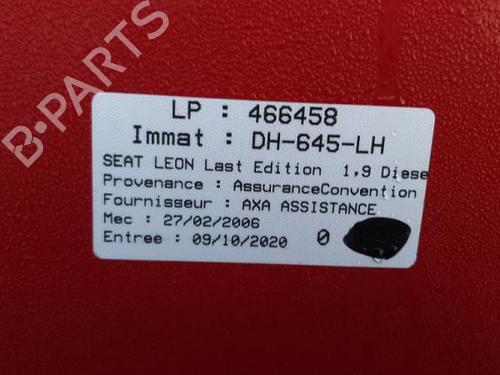 B-PARTS
LP : 466458
Immat : DH-645-LH
SEAT LEON Last Edition 1,9 Diese
Provenance : AssuranceConvention
Fournisseur : AXA ASSISTANCE
Mec : 27/02/2006
Entree : 09/10/2020 0